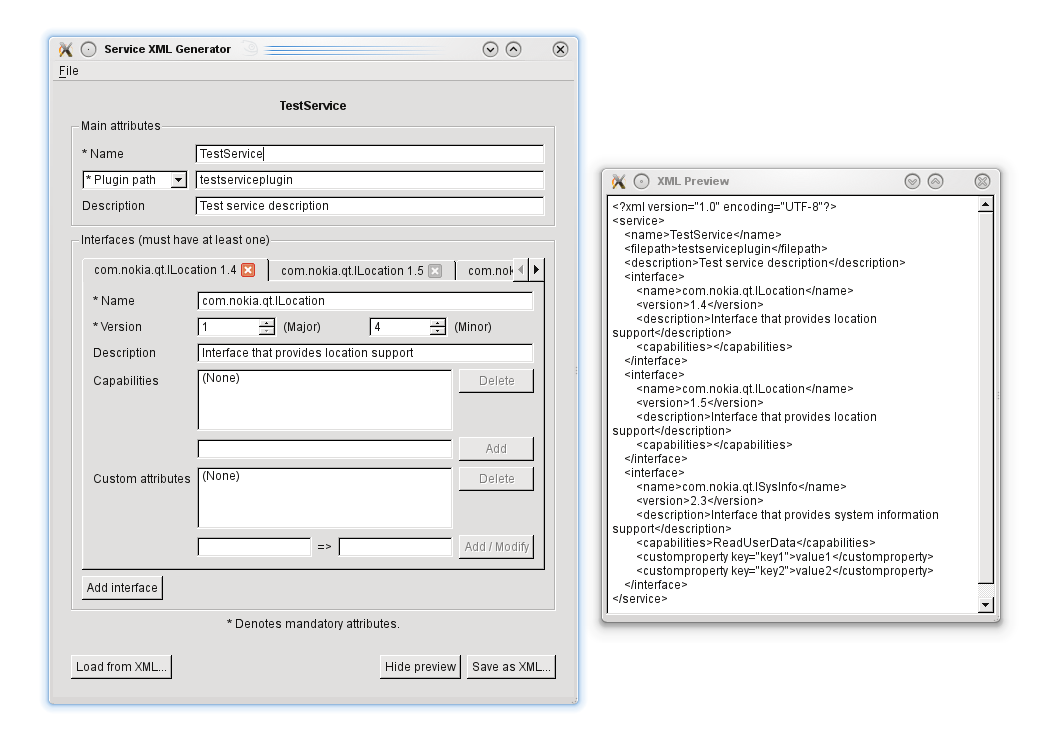 Service XML Generator
File
TestService
Main attributes
* Name TestService
* Plugin path testserviceplugin
Description Test service description
Interfaces (must have at least one)
com.nokia.qt.ILocation 1.4 com.nokia.qt.ILocation 1.5 com.nok
* Name com.nokia.qt.ILocation
* Version 1 (Major) 4 (Minor)
Description Interface that provides location support
Capabilities (None) Delete
Add
Custom attributes (None) Delete
=> Add / Modify
Add interface
* Denotes mandatory attributes.
Load from XML... Hide preview Save as XML...
XML Preview
<?xml version="1.0" encoding="UTF-8"?>
<service>
<name>TestService</name>
<filepath>testserviceplugin</filepath>
<description>Test service description</description>
<interface>
<name>com.nokia.qt.ILocation</name>
<version>1.4</version>
<description>Interface that provides location
support</description>
<capabilities></capabilities>
</interface>
<interface>
<name>com.nokia.qt.ILocation</name>
<version>1.5</version>
<description>Interface that provides location
support</description>
<capabilities></capabilities>
</interface>
<interface>
<name>com.nokia.qt.ISysInfo</name>
<version>2.3</version>
<description>Interface that provides system information
support</description>
<capabilities>ReadUserData</capabilities>
<customproperty key="key1">value1</customproperty>
<customproperty key="key2">value2</customproperty>
</interface>
</service>